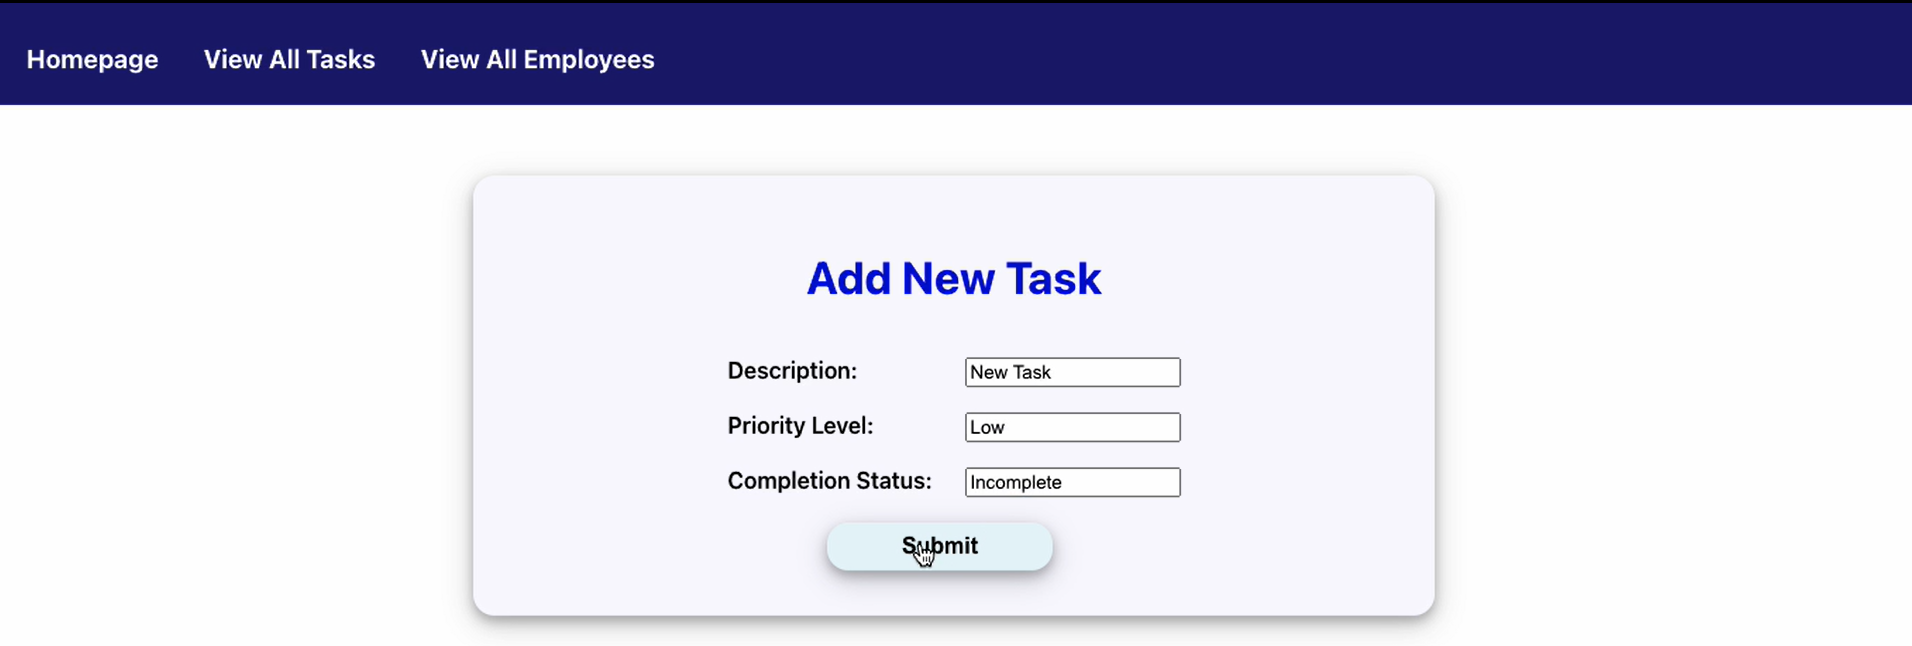 Homepage View All Tasks View All Employees
Add New Task
Description: New Task
Priority Level: Low
Completion Status: Incomplete
Submit